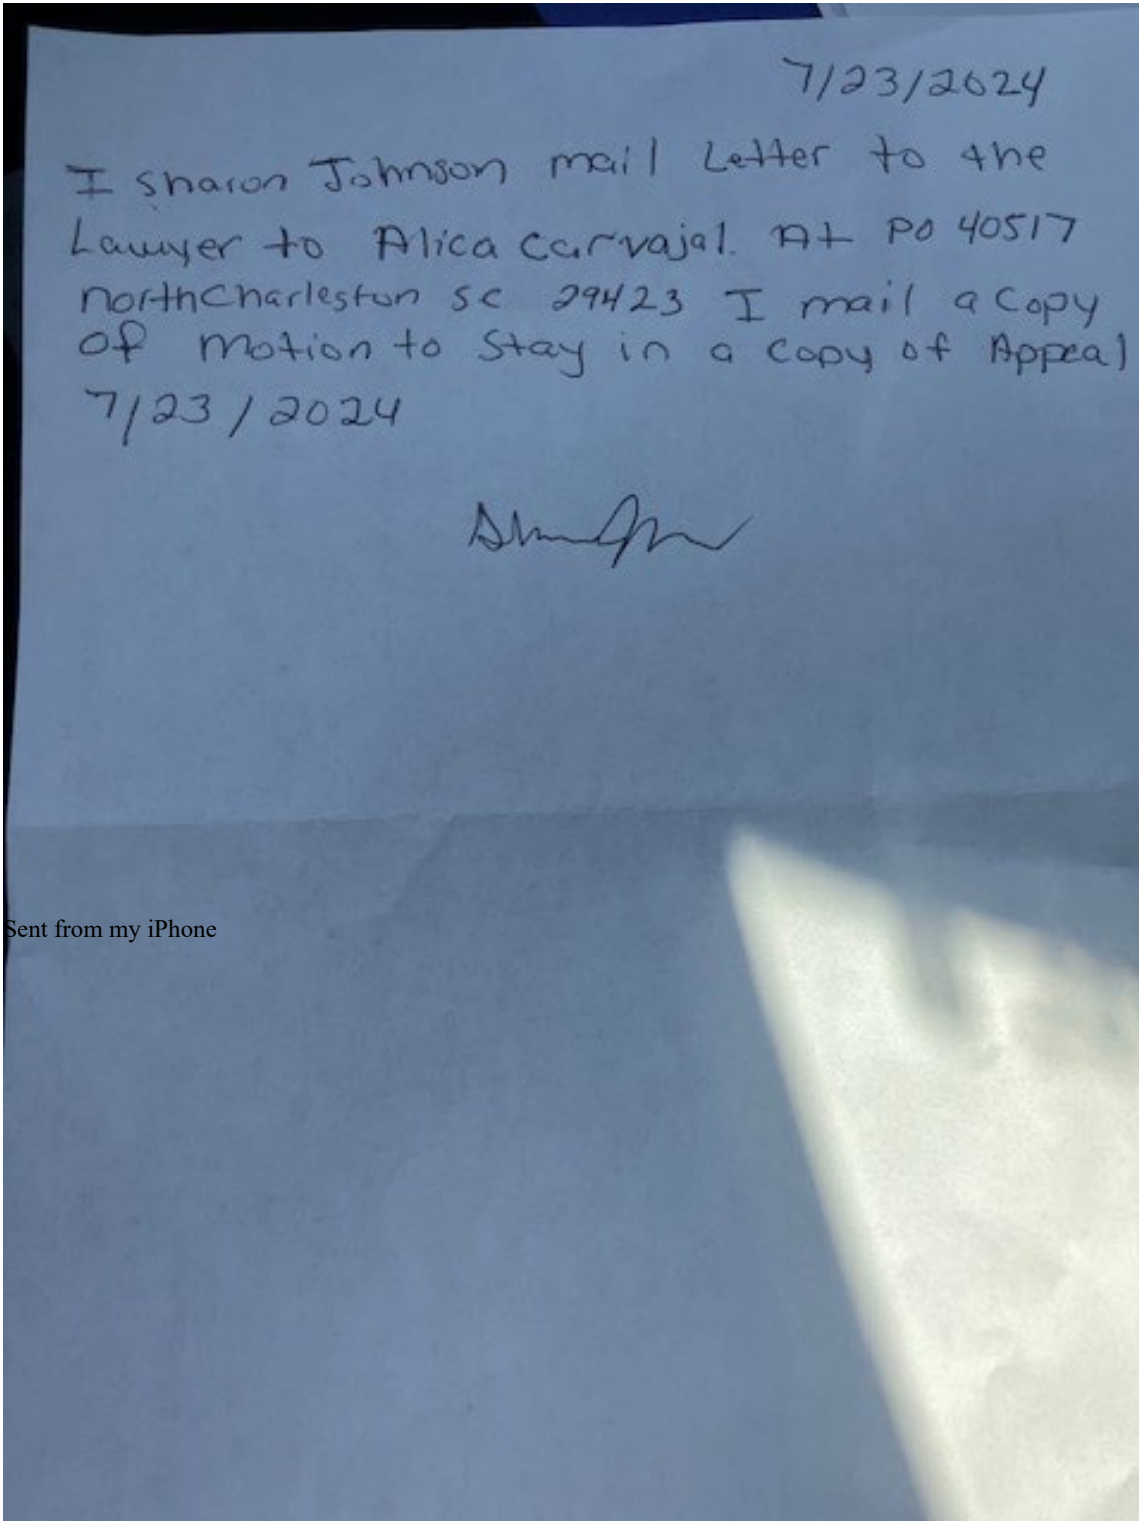 7/23/2024
I Sharon Johnson mail Letter to the
Lawyer to Alica Carvajal. At PO 40517
northCharleston SC 29423 I mail a copy
Of Motion to Stay in a copy of Appeal
7/23/2024
Sent from my iPhone